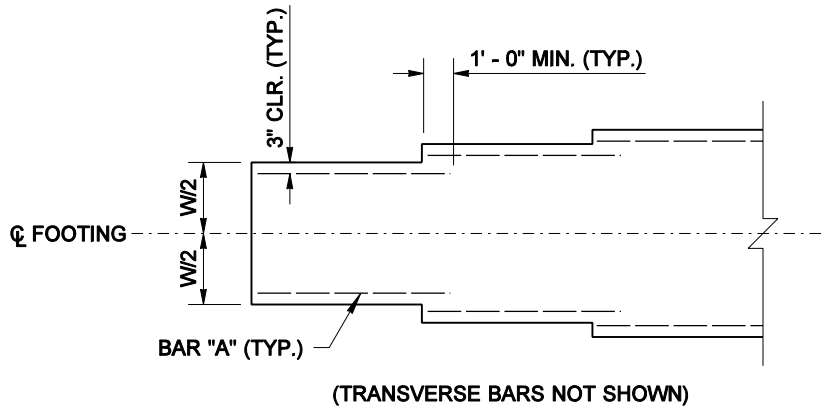 3" CLR. (TYP.)
1' - 0" MIN. (TYP.)
W/2
℄ FOOTING
W/2
BAR "A" (TYP.)
(TRANSVERSE BARS NOT SHOWN)